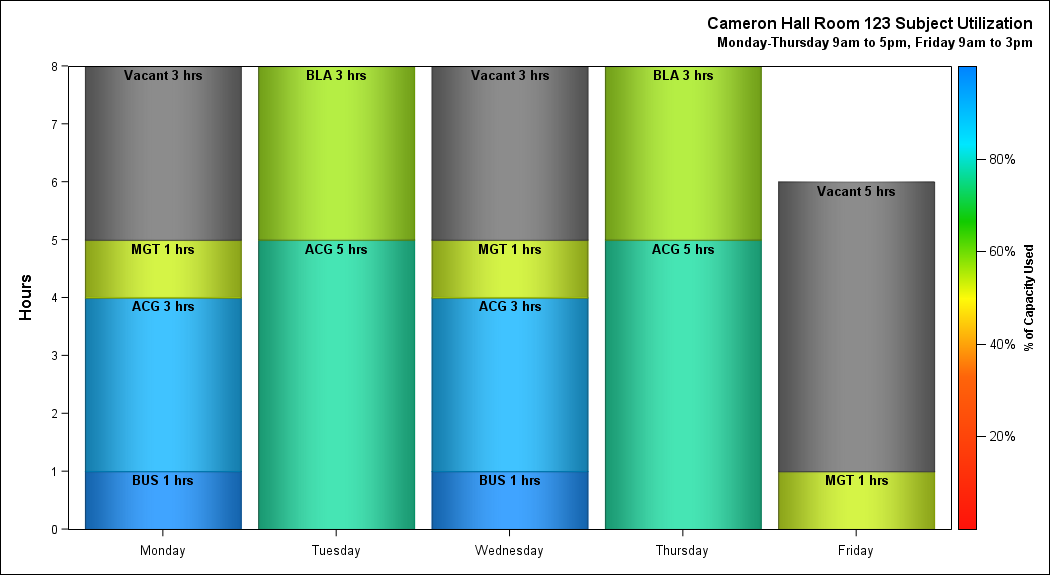 Cameron Hall Room 123 Subject Utilization
Monday-Thursday 9am to 5pm, Friday 9am to 3pm
Hours
8
7
6
5
4
3
2
1
0
Vacant 3 hrs
MGT 1 hrs
ACG 3 hrs
BUS 1 hrs
BLA 3 hrs
ACG 5 hrs
Vacant 3 hrs
MGT 1 hrs
ACG 3 hrs
BUS 1 hrs
BLA 3 hrs
ACG 5 hrs
Vacant 5 hrs
MGT 1 hrs
Monday
Tuesday
Wednesday
Thursday
Friday
80%
60%
40%
20%
% of Capacity Used